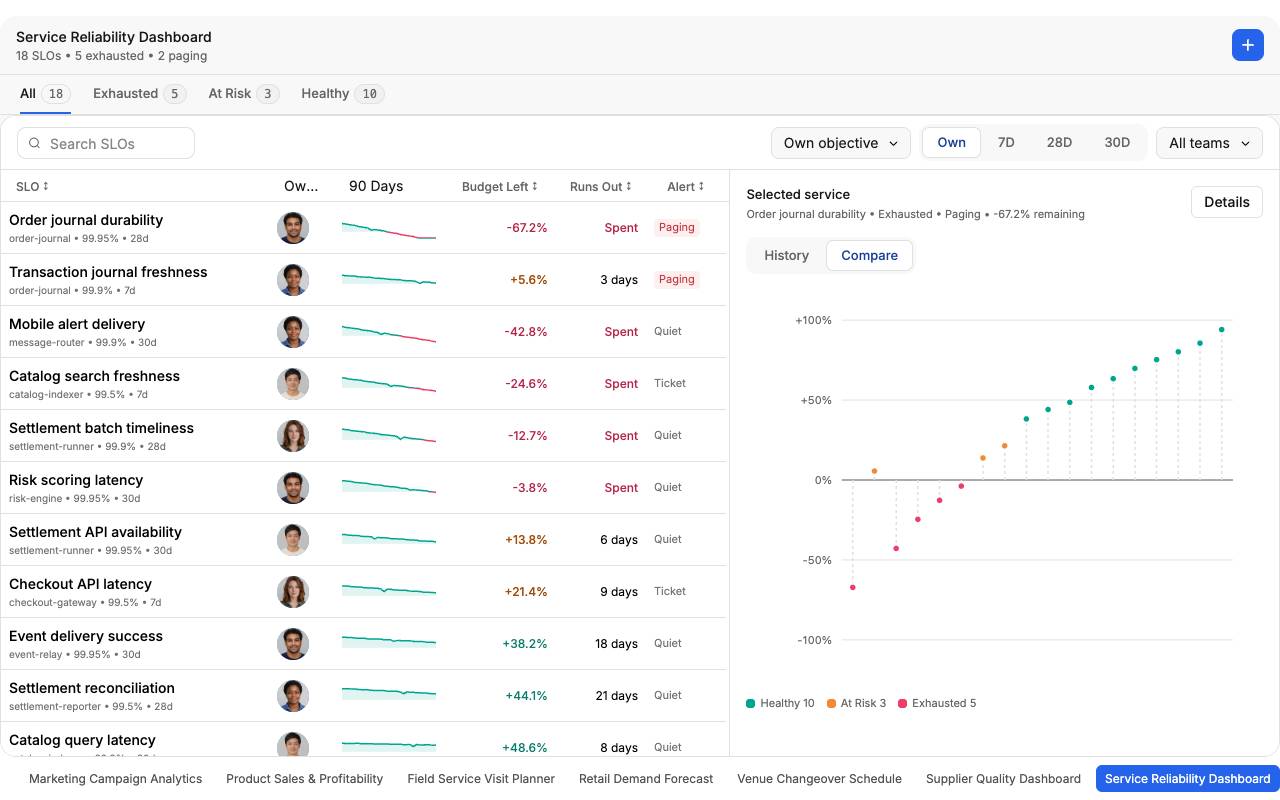 Service Reliability Dashboard
18 SLOs • 5 exhausted • 2 paging
All 18 Exhausted 5 At Risk 3 Healthy 10
Search SLOs
Own objective Own 7D 28D 30D All teams
SLO Ow... 90 Days Budget Left Runs Out Alert
Order journal durability
order-journal • 99.95% • 28d
-67.2% Spent Paging
Transaction journal freshness
order-journal • 99.9% • 7d
+5.6% 3 days Paging
Mobile alert delivery
message-router • 99.9% • 30d
-42.8% Spent Quiet
Catalog search freshness
catalog-indexer • 99.5% • 7d
-24.6% Spent Ticket
Settlement batch timeliness
settlement-runner • 99.9% • 28d
-12.7% Spent Quiet
Risk scoring latency
risk-engine • 99.95% • 30d
-3.8% Spent Quiet
Settlement API availability
settlement-runner • 99.95% • 30d
+13.8% 6 days Quiet
Checkout API latency
checkout-gateway • 99.5% • 7d
+21.4% 9 days Ticket
Event delivery success
event-relay • 99.95% • 30d
+38.2% 18 days Quiet
Settlement reconciliation
settlement-reporter • 99.5% • 28d
+44.1% 21 days Quiet
Catalog query latency
+48.6% 8 days Quiet
Selected service
Order journal durability • Exhausted • Paging • -67.2% remaining
Details
History Compare
+100%
+50%
0%
-50%
-100%
Healthy 10 At Risk 3 Exhausted 5
Marketing Campaign Analytics Product Sales & Profitability Field Service Visit Planner Retail Demand Forecast Venue Changeover Schedule Supplier Quality Dashboard Service Reliability Dashboard